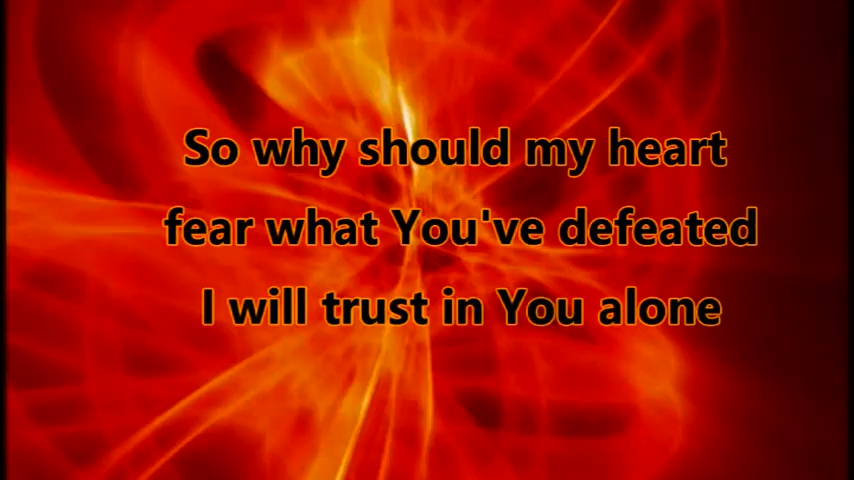 So why should my heart
fear what You've defeated
I will trust in You alone